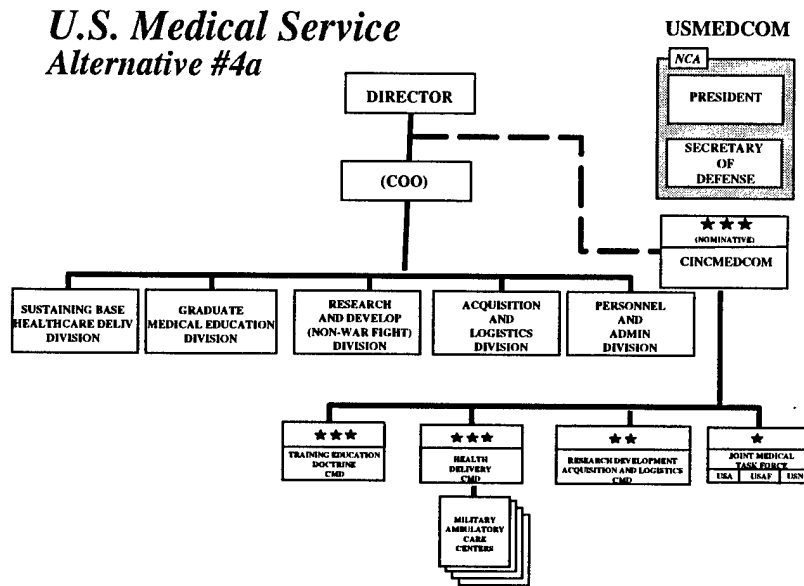 U.S. Medical Service
Alternative #4a
USMEDCOM
NCA
PRESIDENT
SECRETARY
OF
DEFENSE
DIRECTOR
(COO)
(NOMINATIVE)
CINCMEDCOM
SUSTAINING BASE
HEALTHCARE DELIV
DIVISION
GRADUATE
MEDICAL EDUCATION
DIVISION
RESEARCH
AND DEVELOP
(NON-WAR FIGHT)
DIVISION
ACQUISITION
AND
LOGISTICS
DIVISION
PERSONNEL
AND
ADMIN
DIVISION
TRAINING EDUCATION
DOCTRINE
CMD
HEALTH
DELIVERY
CMD
RESEARCH DEVELOPMENT
ACQUISITION AND LOGISTICS
CMD
JOINT MEDICAL
TASK FORCE
USA USAF USN
MILITARY
AMBULATORY
CARE
CENTERS